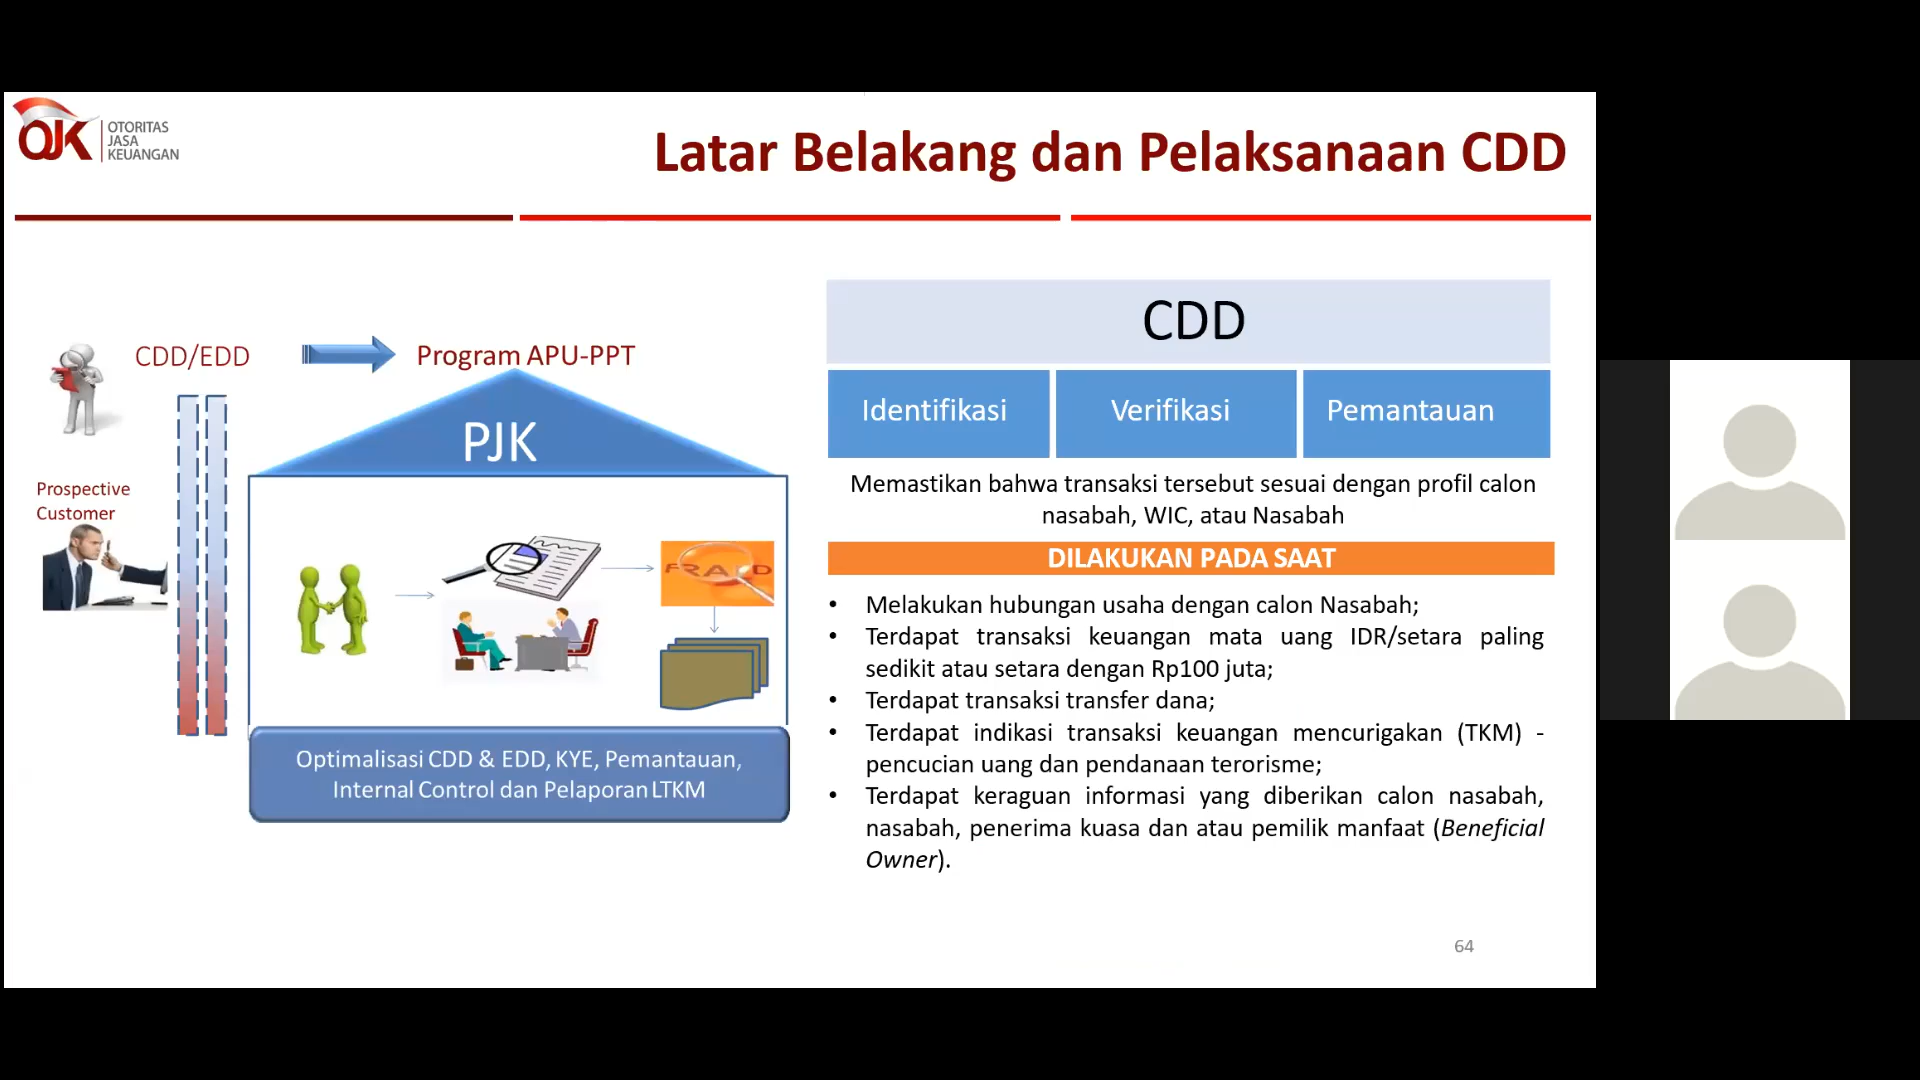 OJK
OTORITAS
JASA
KEUANGAN
Latar Belakang dan Pelaksanaan CDD
CDD/EDD
Program APU-PPT
PJK
Prospective
Customer
FRAUD
Optimalisasi CDD & EDD, KYE, Pemantauan,
Internal Control dan Pelaporan LTKM
CDD
Identifikasi
Verifikasi
Pemantauan
Memastikan bahwa transaksi tersebut sesuai dengan profil calon
nasabah, WIC, atau Nasabah
DILAKUKAN PADA SAAT
• Melakukan hubungan usaha dengan calon Nasabah;
• Terdapat transaksi keuangan mata uang IDR/setara paling
sedikit atau setara dengan Rp100 juta;
• Terdapat transaksi transfer dana;
• Terdapat indikasi transaksi keuangan mencurigakan (TKM) -
pencucian uang dan pendanaan terorisme;
• Terdapat keraguan informasi yang diberikan calon nasabah,
nasabah, penerima kuasa dan atau pemilik manfaat (Beneficial
Owner).
64